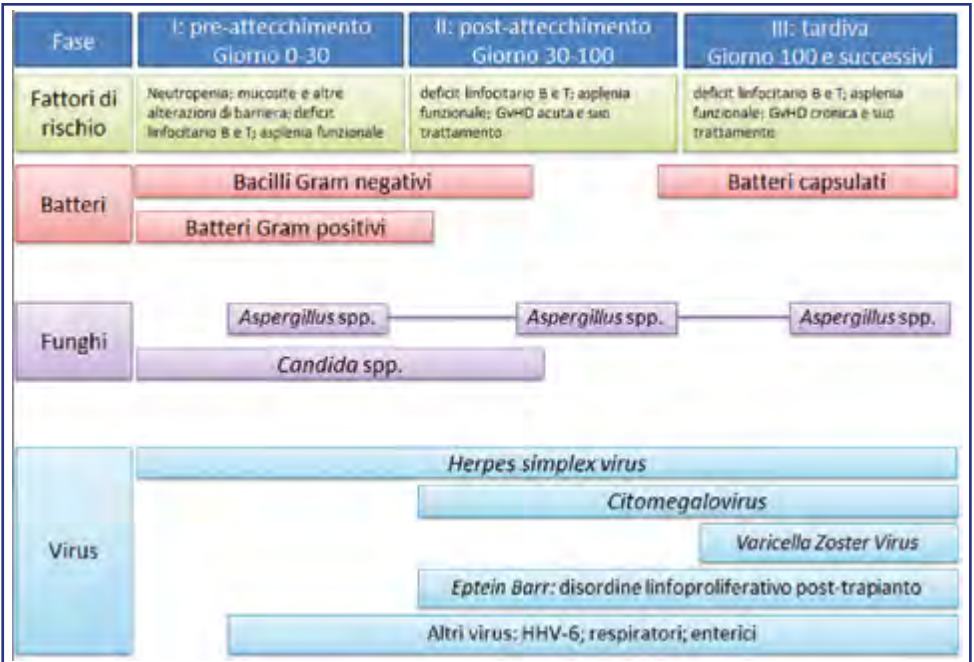 Fase
I: pre-attecchimento
Giorno 0-30
II: post-attecchimento
Giorno 30-100
III: tardiva
Giorno 100 e successivi
Fattori di
rischio
Neutropenia; mucosite e altre
alterazioni di barriera; deficit
linfocitario B e T; asplenia funzionale
deficit linfocitario B e T; asplenia
funzionale; GvHD acuta e suo
trattamento
deficit linfocitario B e T; asplenia
funzionale; GvHD cronica e suo
trattamento
Batteri
Bacilli Gram negativi
Batteri capsulati
Batteri Gram positivi
Funghi
Aspergillus spp.
Aspergillus spp.
Aspergillus spp.
Candida spp.
Virus
Herpes simplex virus
Citomegalovirus
Varicella Zoster Virus
Eptein Barr: disordine linfoproliferativo post-trapianto
Altri virus: HHV-6; respiratori; enterici